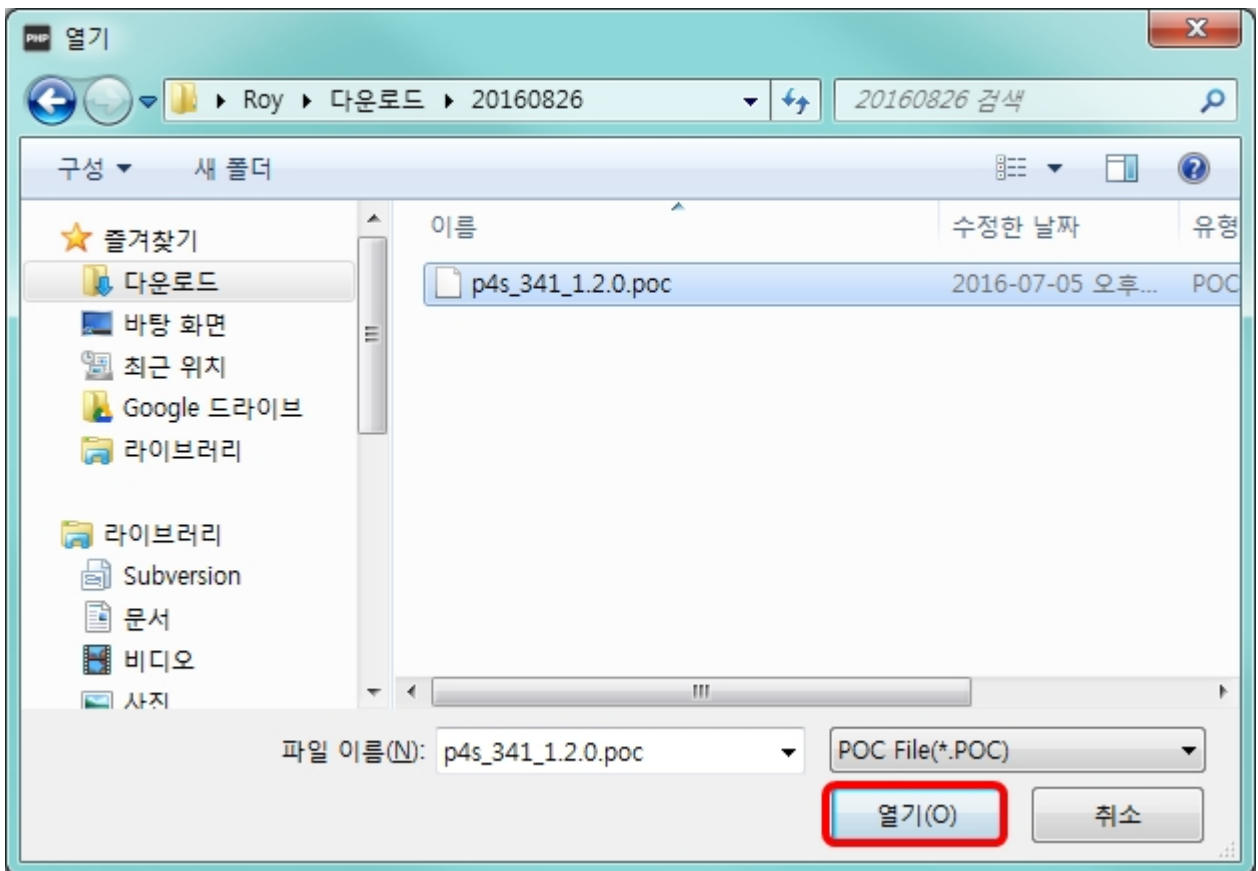 PHP 열기
Roy 다운로드 20160826
20160826 검색
구성 새 폴더
이름 수정한 날짜 유형
p4s_341_1.2.0.poc 2016-07-05 오후... POC
즐겨찾기
다운로드
바탕 화면
최근 위치
Google 드라이브
라이브러리
라이브러리
Subversion
문서
비디오
사진
파일 이름(N): p4s_341_1.2.0.poc POC File(*.POC)
열기(O) 취소